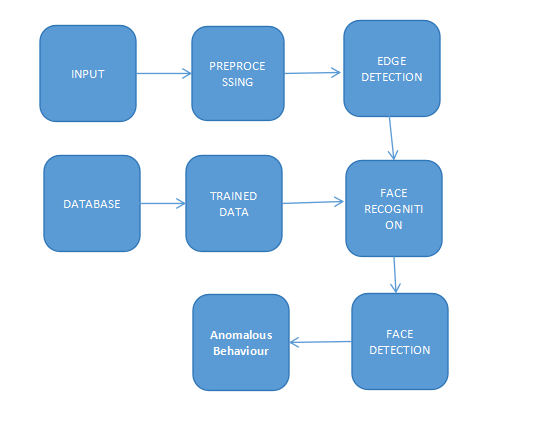 INPUT
PREPROCE
SSING
EDGE
DETECTION
DATABASE
TRAINED
DATA
FACE
RECOGNITI
ON
Anomalous
Behaviour
FACE
DETECTION